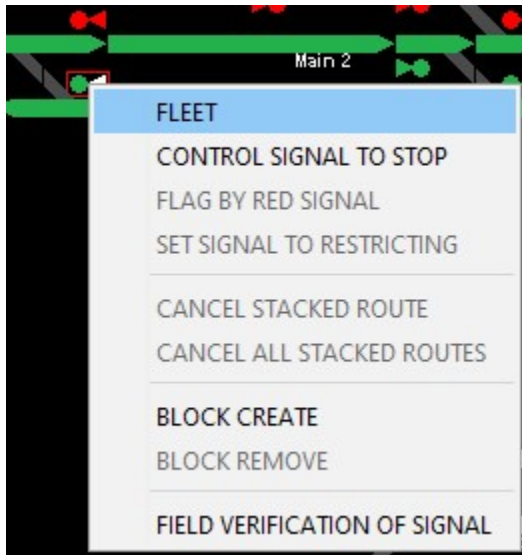 Main 2
FLEET
CONTROL SIGNAL TO STOP
FLAG BY RED SIGNAL
SET SIGNAL TO RESTRICTING
CANCEL STACKED ROUTE
CANCEL ALL STACKED ROUTES
BLOCK CREATE
BLOCK REMOVE
FIELD VERIFICATION OF SIGNAL